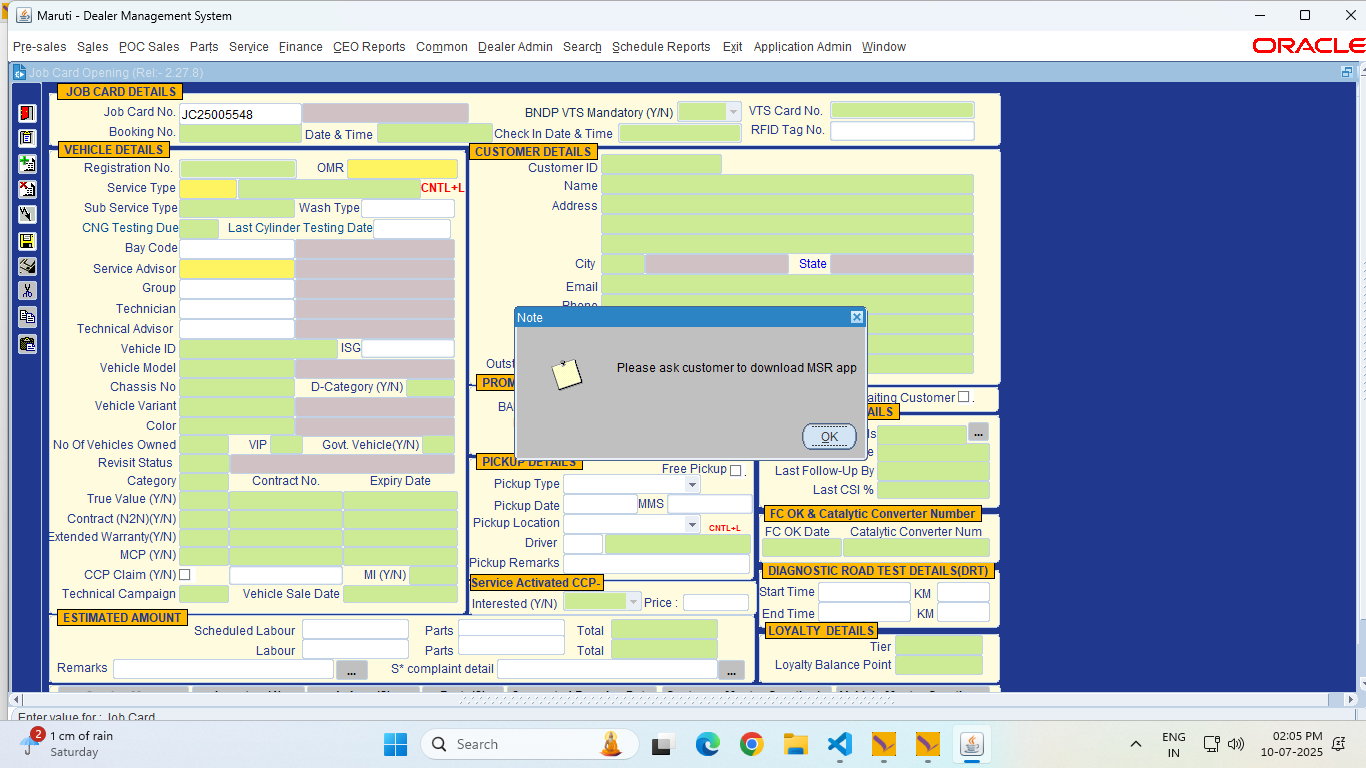 Maruti - Dealer Management System
Pre-sales Sales POC Sales Parts Service Finance CEO Reports Common Dealer Admin Search Schedule Reports Exit Application Admin Window
ORACLE
Job Card Opening (Rel:- 2.27.8)
JOB CARD DETAILS
Job Card No. JC25005548
BNDP VTS Mandatory (Y/N)
VTS Card No.
Booking No.
Date & Time
Check In Date & Time
RFID Tag No.
VEHICLE DETAILS
Registration No.
OMR
Service Type
CNTL+L
Sub Service Type
Wash Type
CNG Testing Due
Last Cylinder Testing Date
Bay Code
Service Advisor
Group
Technician
Technical Advisor
Vehicle ID
ISG
Vehicle Model
Chassis No
D-Category (Y/N)
Vehicle Variant
Color
No Of Vehicles Owned
VIP
Govt. Vehicle(Y/N)
Revisit Status
Category
Contract No.
Expiry Date
True Value (Y/N)
Contract (N2N)(Y/N)
Extended Warranty(Y/N)
MCP (Y/N)
CCP Claim (Y/N)
MI (Y/N)
Technical Campaign
Vehicle Sale Date
CUSTOMER DETAILS
Customer ID
Name
Address
City
State
Email
Phone
Outst
PROM
BA
Note
Please ask customer to download MSR app
OK
aiting Customer .
AILS
ls
...
e
Last Follow-Up By
Last CSI %
PICKUP DETAILS
Free Pickup .
Pickup Type
Pickup Date
MMS
Pickup Location
CNTL+L
Driver
Pickup Remarks
FC OK & Catalytic Converter Number
FC OK Date
Catalytic Converter Num
Service Activated CCP-
Interested (Y/N)
Price :
DIAGNOSTIC ROAD TEST DETAILS(DRT)
Start Time
KM
End Time
KM
ESTIMATED AMOUNT
Scheduled Labour
Parts
Total
Labour
Parts
Total
Remarks
...
S* complaint detail
...
LOYALTY DETAILS
Tier
Loyalty Balance Point
Enter value for : Job Card
2
1 cm of rain
Saturday
Search
ENG
IN
02:05 PM
10-07-2025